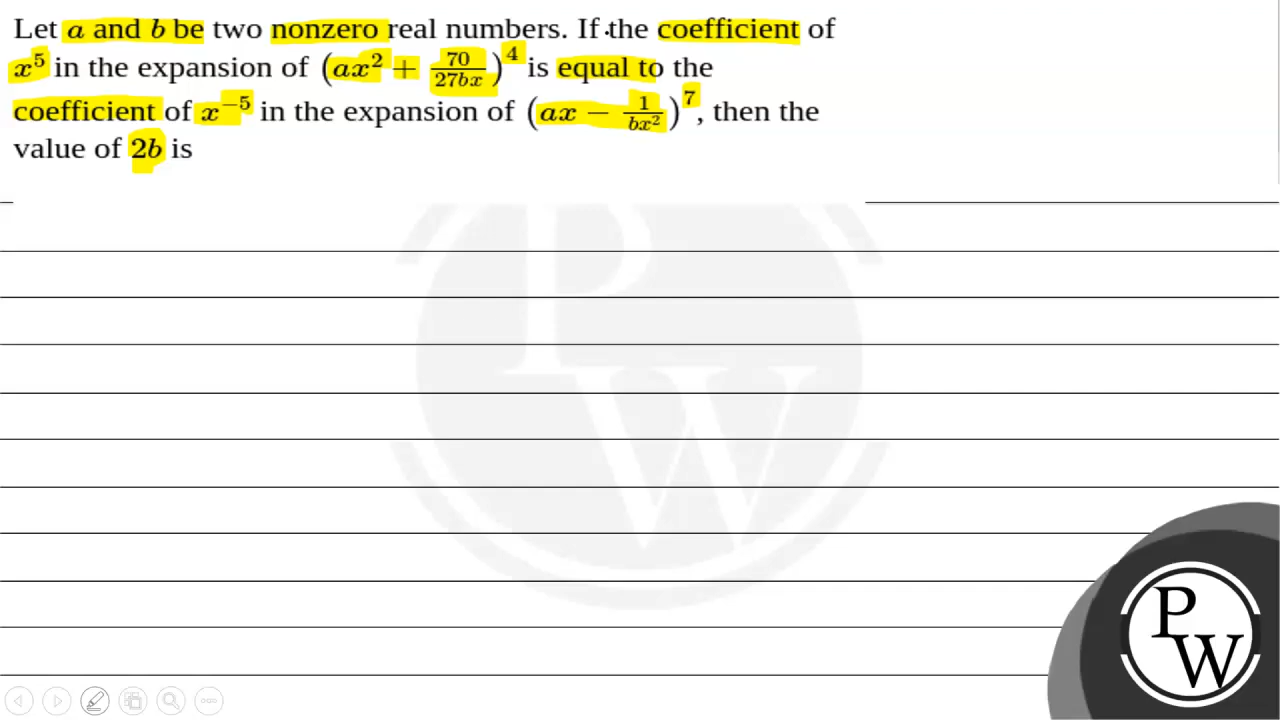 Let a and b be two nonzero real numbers. If the coefficient of
x^5 in the expansion of (ax^2 + 70/(27bx))^4 is equal to the
coefficient of x^{-5} in the expansion of (ax − 1/(bx^2))^7, then the
value of 2b is
P
W
P
W